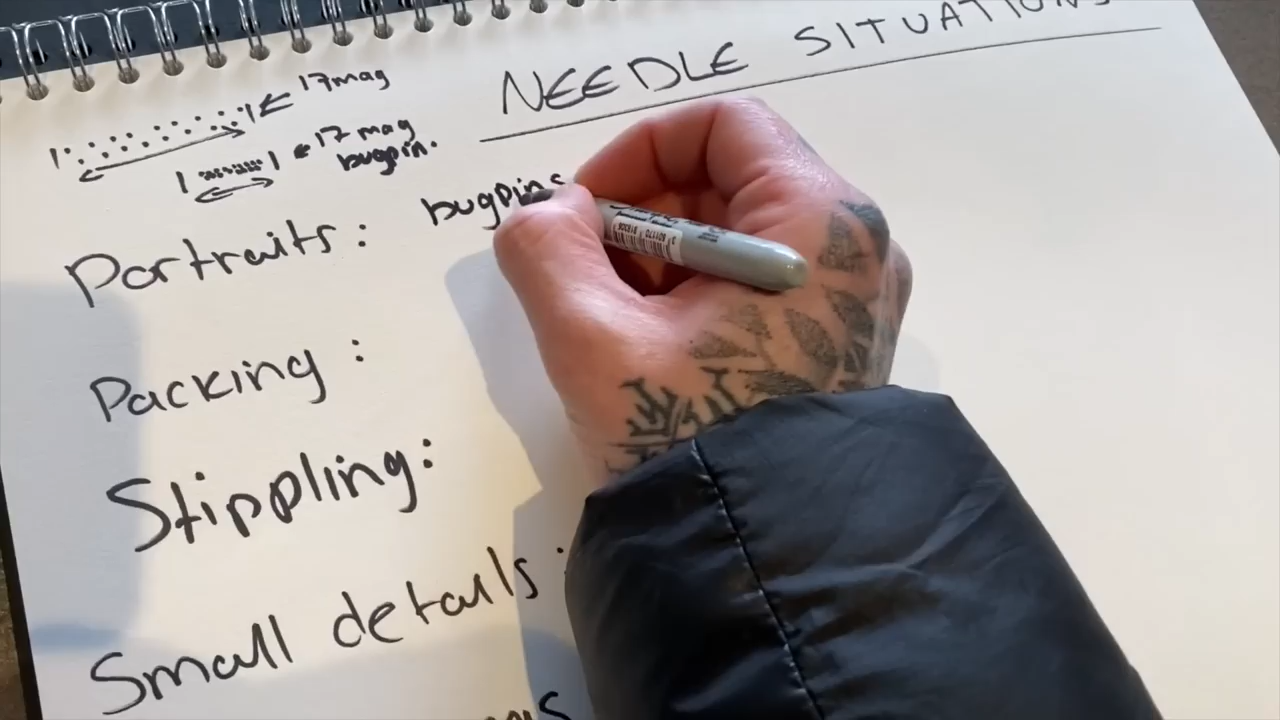 NEEDLE SITUATIONS
17mag
17 mag
bugpin.
Portraits: bugpins
Packing:
Stippling:
Small details: